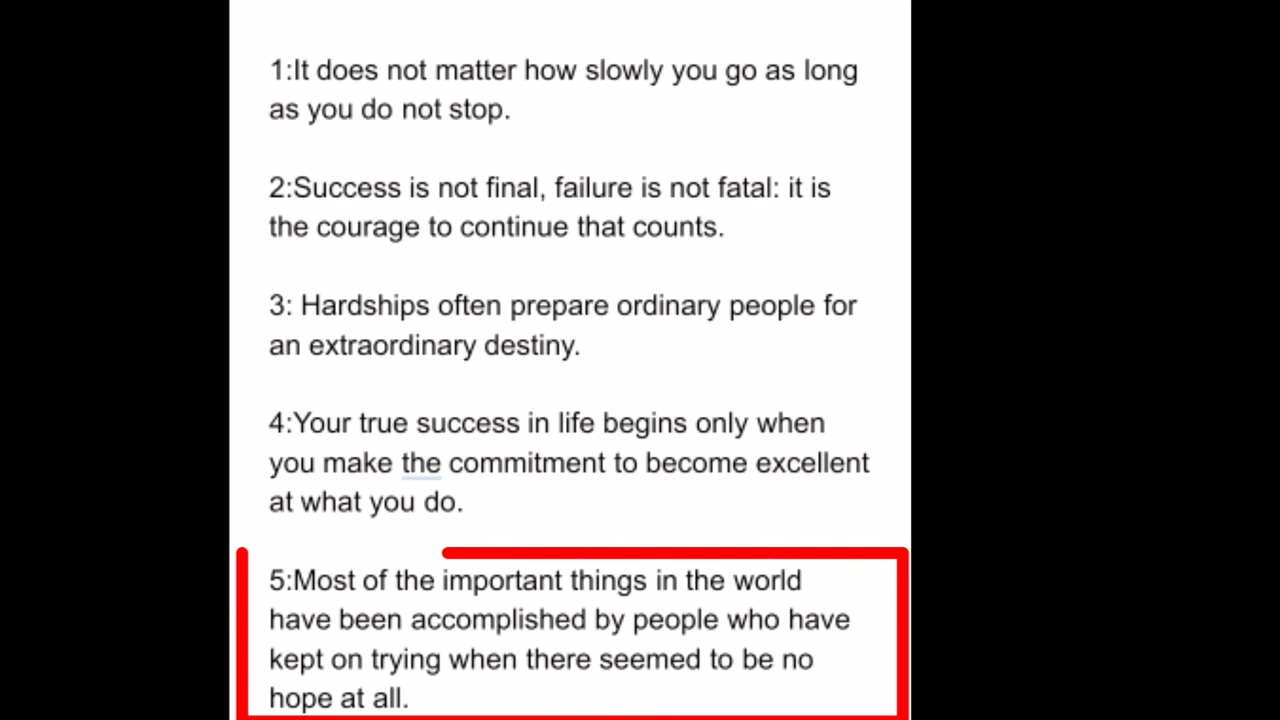 1:It does not matter how slowly you go as long
as you do not stop.
2:Success is not final, failure is not fatal: it is
the courage to continue that counts.
3: Hardships often prepare ordinary people for
an extraordinary destiny.
4:Your true success in life begins only when
you make the commitment to become excellent
at what you do.
5:Most of the important things in the world
have been accomplished by people who have
kept on trying when there seemed to be no
hope at all.